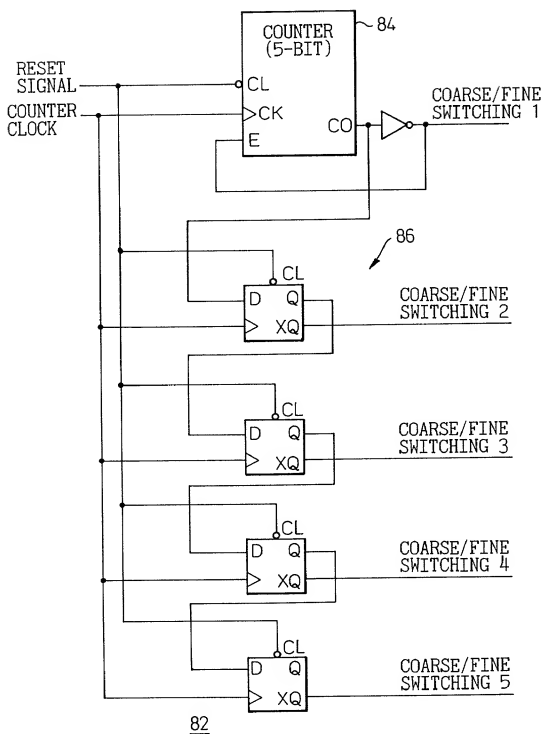 COUNTER
(5-BIT)
84
RESET
SIGNAL
CL
COUNTER
CLOCK
CK
E
CO
COARSE/FINE
SWITCHING 1
86
CL
D Q
XQ
COARSE/FINE
SWITCHING 2
CL
D Q
XQ
COARSE/FINE
SWITCHING 3
CL
D Q
XQ
COARSE/FINE
SWITCHING 4
CL
D Q
XQ
COARSE/FINE
SWITCHING 5
82